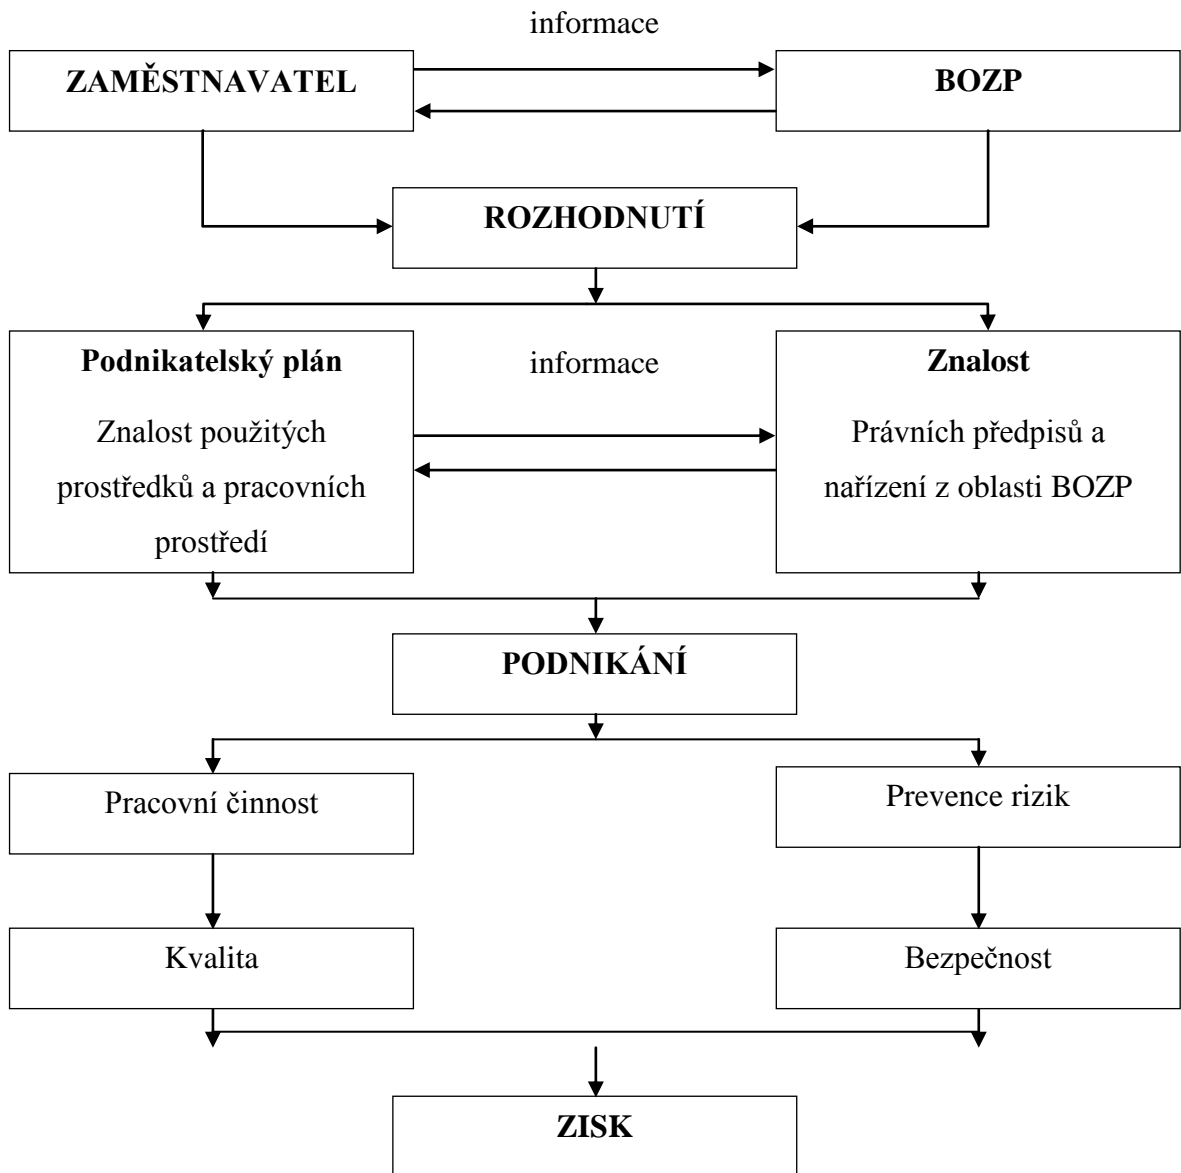 informace
ZAMĚSTNAVATEL
BOZP
ROZHODNUTÍ
Podnikatelský plán
Znalost použitých
prostředků a pracovních
prostředí
informace
Znalost
Právních předpisů a
nařízení z oblasti BOZP
PODNIKÁNÍ
Pracovní činnost
Prevence rizik
Kvalita
Bezpečnost
ZISK